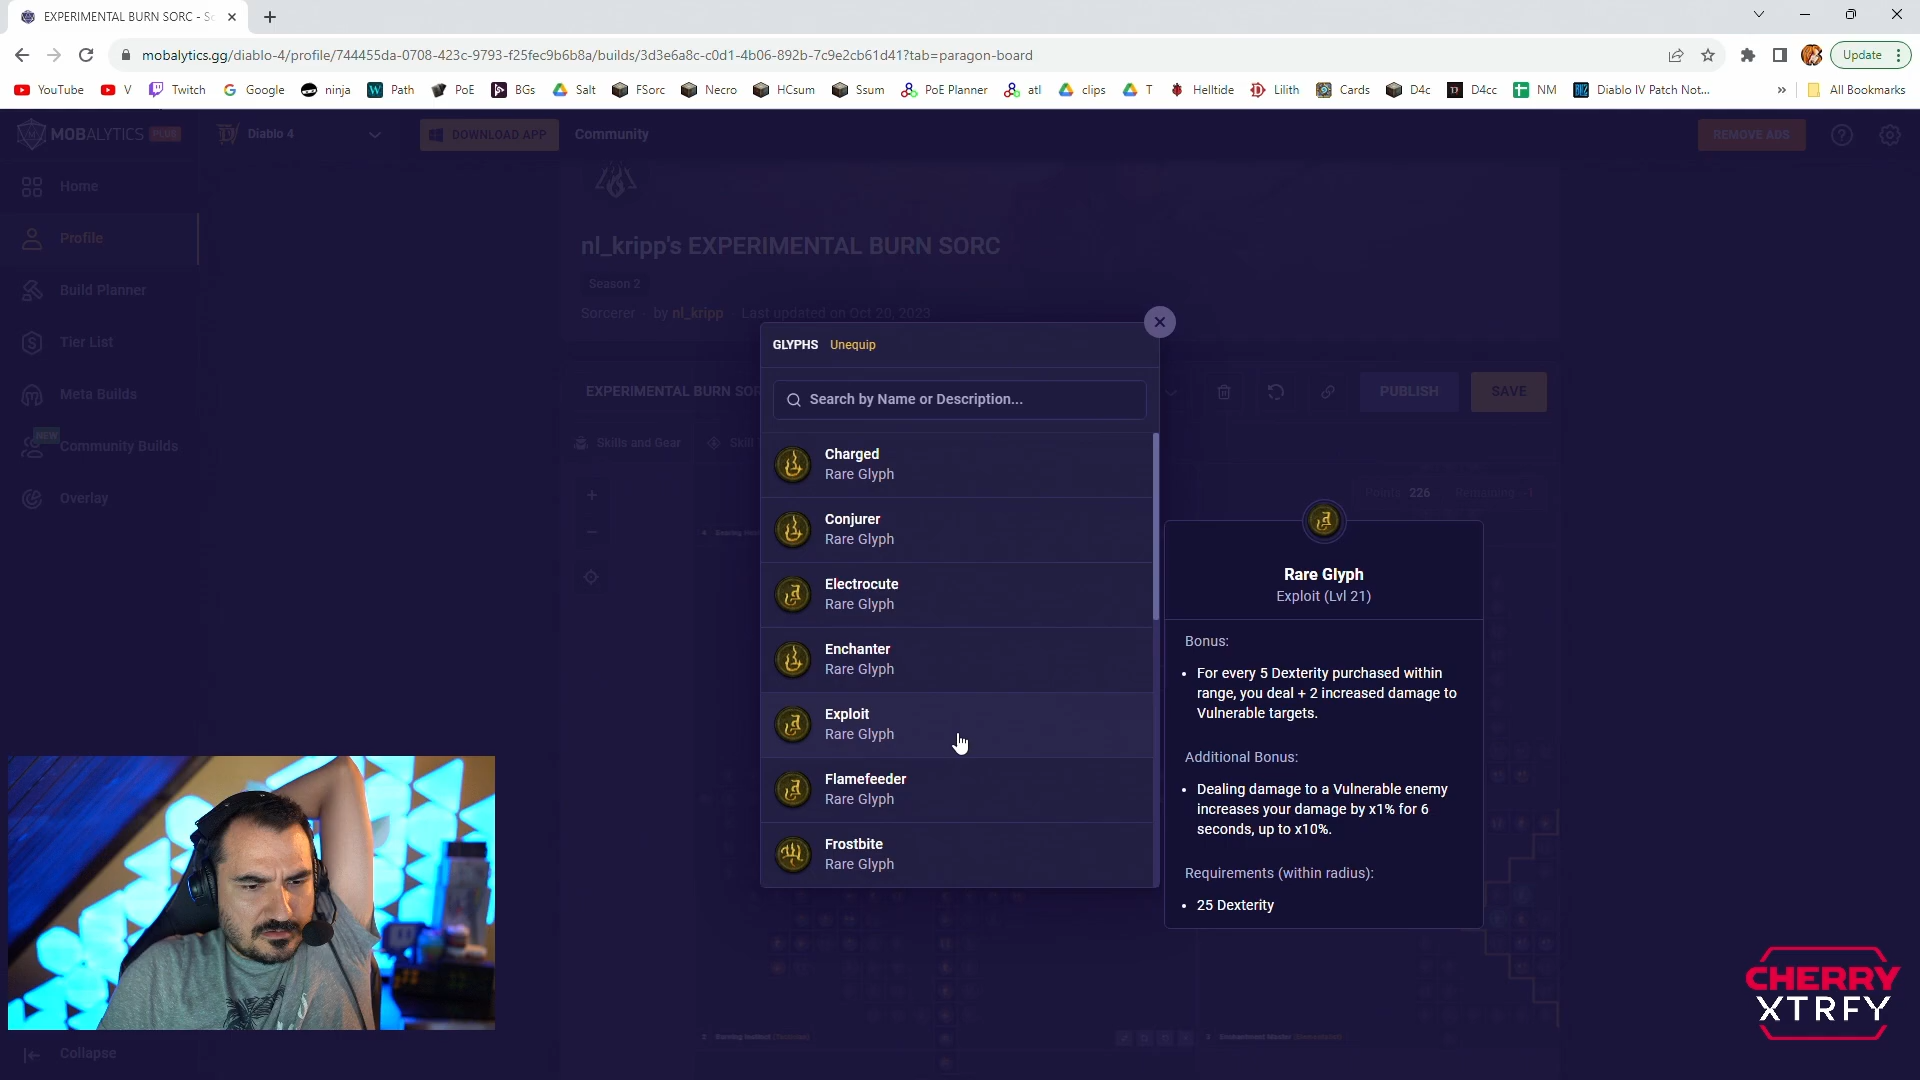 EXPERIMENTAL BURN SORC - Sc
mobalytics.gg/diablo-4/profile/744455da-0708-423c-9793-f25fec9b6b8a/builds/3d3e6a8c-c0d1-4b06-892b-7c9e2cb61d41?tab=paragon-board
Update
YouTube V Twitch Google ninja Path PoE BGs Salt FSorc Necro HCsum Ssum PoE Planner atl clips T Helltide Lilith Cards D4c D4cc NM Diablo IV Patch Not... » All Bookmarks
MOBALYTICS PLUS Diablo 4 DOWNLOAD APP Community REMOVE ADS
Home
Profile
Build Planner
Tier List
Meta Builds
NEW
Community Builds
Overlay
Collapse
nl_kripp's EXPERIMENTAL BURN SORC
Season 2
Sorcerer - by nl_kripp Last updated on Oct 20, 2023
EXPERIMENTAL BURN SOR PUBLISH SAVE
Skills and Gear Skill
Points 226 Remaining -1
GLYPHS Unequip
Search by Name or Description...
Charged
Rare Glyph
Conjurer
Rare Glyph
Electrocute
Rare Glyph
Enchanter
Rare Glyph
Exploit
Rare Glyph
Flamefeeder
Rare Glyph
Frostbite
Rare Glyph
Rare Glyph
Exploit (Lvl 21)
Bonus:
• For every 5 Dexterity purchased within
range, you deal + 2 increased damage to
Vulnerable targets.
Additional Bonus:
• Dealing damage to a Vulnerable enemy
increases your damage by x1% for 6
seconds, up to x10%.
Requirements (within radius):
• 25 Dexterity
CHERRY
XTRFY